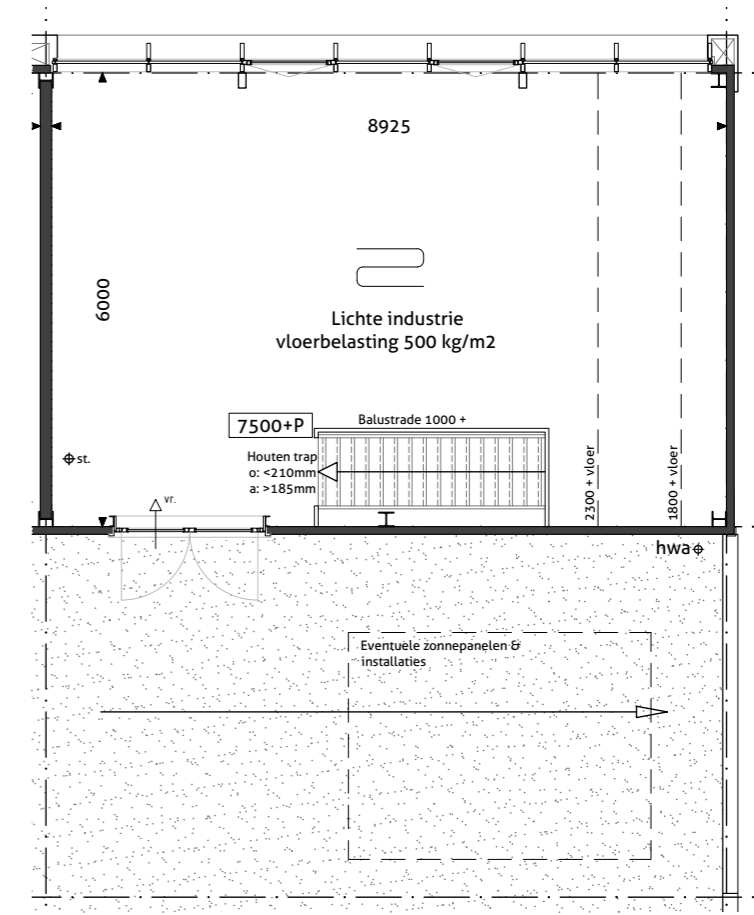 8925
6000
Lichte industrie
vloerbelasting 500 kg/m2
7500+P
Balustrade 1000 +
Houten trap
o: <210mm
a: >185mm
st.
vr.
2300 + vloer
1800 + vloer
hwa
Eventuele zonnepanelen &
installaties